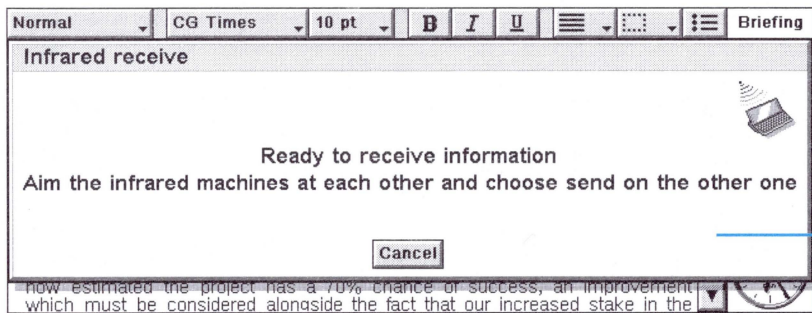 Normal CG Times 10 pt B I U Briefing
Infrared receive
Ready to receive information
Aim the infrared machines at each other and choose send on the other one
Cancel
now estimated the project has a 70% chance of success, an improvement
which must be considered alongside the fact that our increased stake in the